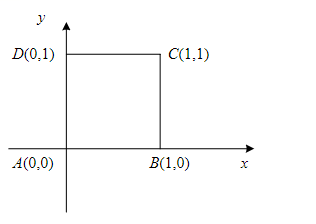 y
D(0,1) C(1,1)
A(0,0) B(1,0) x